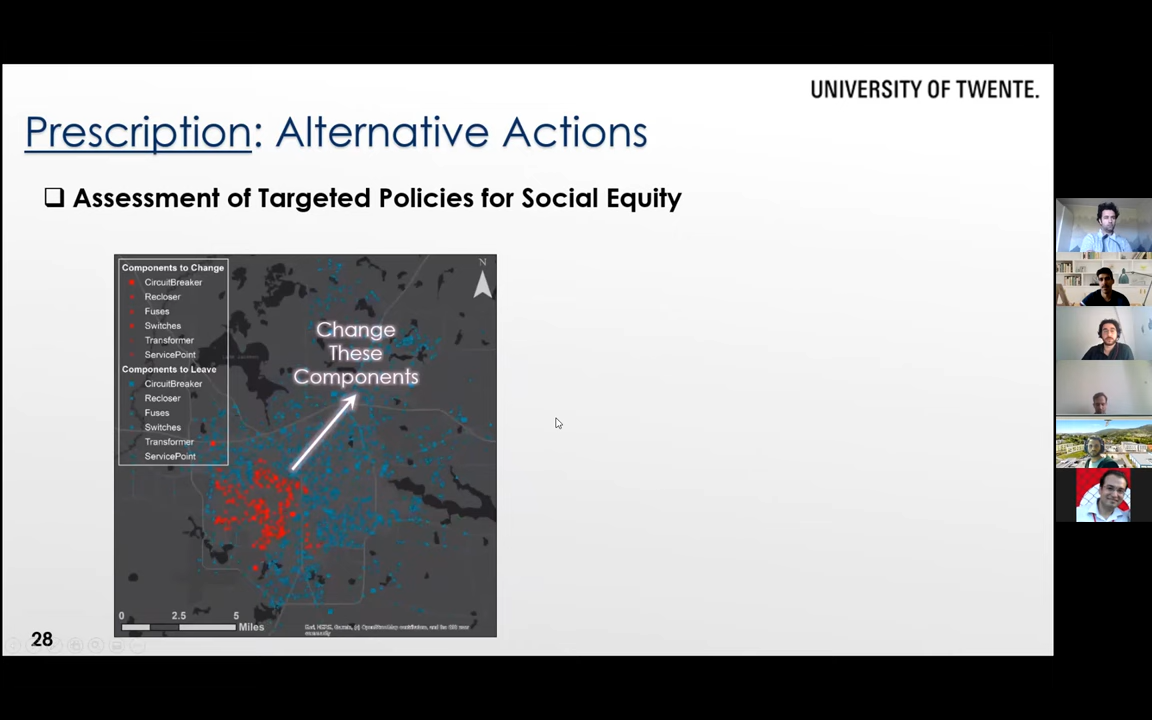 UNIVERSITY OF TWENTE.
Prescription: Alternative Actions
Assessment of Targeted Policies for Social Equity
Components to Change
CircuitBreaker
Recloser
Fuses
Switches
Transformer
ServicePoint
Components to Leave
CircuitBreaker
Recloser
Fuses
Switches
Transformer
ServicePoint
N
Change
These
Components
0 2.5 5
Miles
28